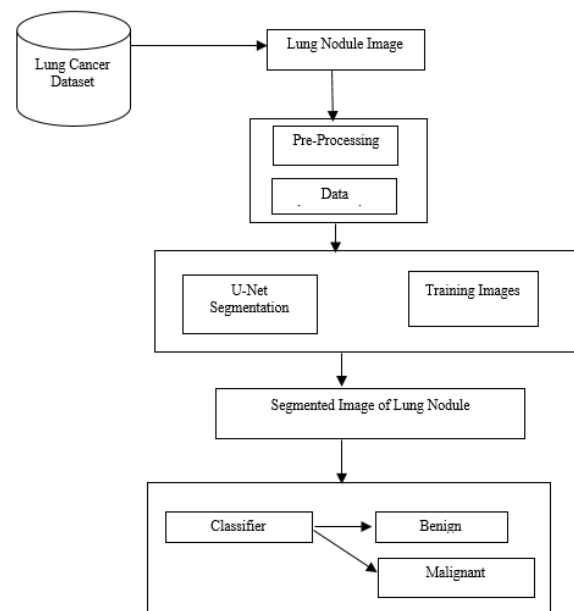 Lung Cancer
Dataset
Lung Nodule Image
Pre-Processing
Data
U-Net
Segmentation
Training Images
Segmented Image of Lung Nodule
Classifier
Benign
Malignant